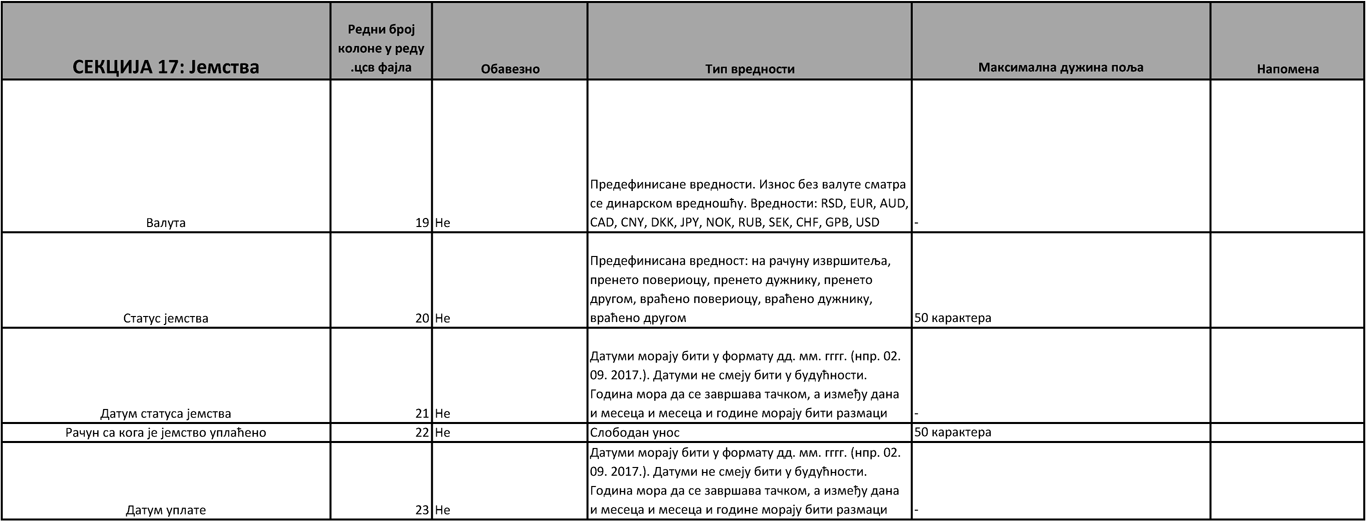 СЕКЦИЈА 17: Јемства
Редни број
колоне у реду
.цсв фајла
Обавезно
Тип вредности
Максимална дужина поља
Напомена
Валута
19
Не
Предефинисане вредности. Износ без валуте сматра
се динарском вредношћу. Вредности: RSD, EUR, AUD,
CAD, CNY, DKK, JPY, NOK, RUB, SEK, CHF, GPB, USD
-
Статус јемства
20
Не
Предефинисана вредност: на рачуну извршитеља,
пренето повериоцу, пренето дужнику, пренето
другом, враћено повериоцу, враћено дужнику,
враћено другом
50 карактера
Датум статуса јемства
21
Не
Датуми морају бити у формату дд. мм. гггг. (нпр. 02.
09. 2017.). Датуми не смеју бити у будућности.
Година мора да се завршава тачком, а између дана
и месеца и месеца и године морају бити размаци
-
Рачун са кога је јемство уплаћено
22
Не
Слободан унос
50 карактера
Датум уплате
23
Не
Датуми морају бити у формату дд. мм. гггг. (нпр. 02.
09. 2017.). Датуми не смеју бити у будућности.
Година мора да се завршава тачком, а између дана
и месеца и месеца и године морају бити размаци
-